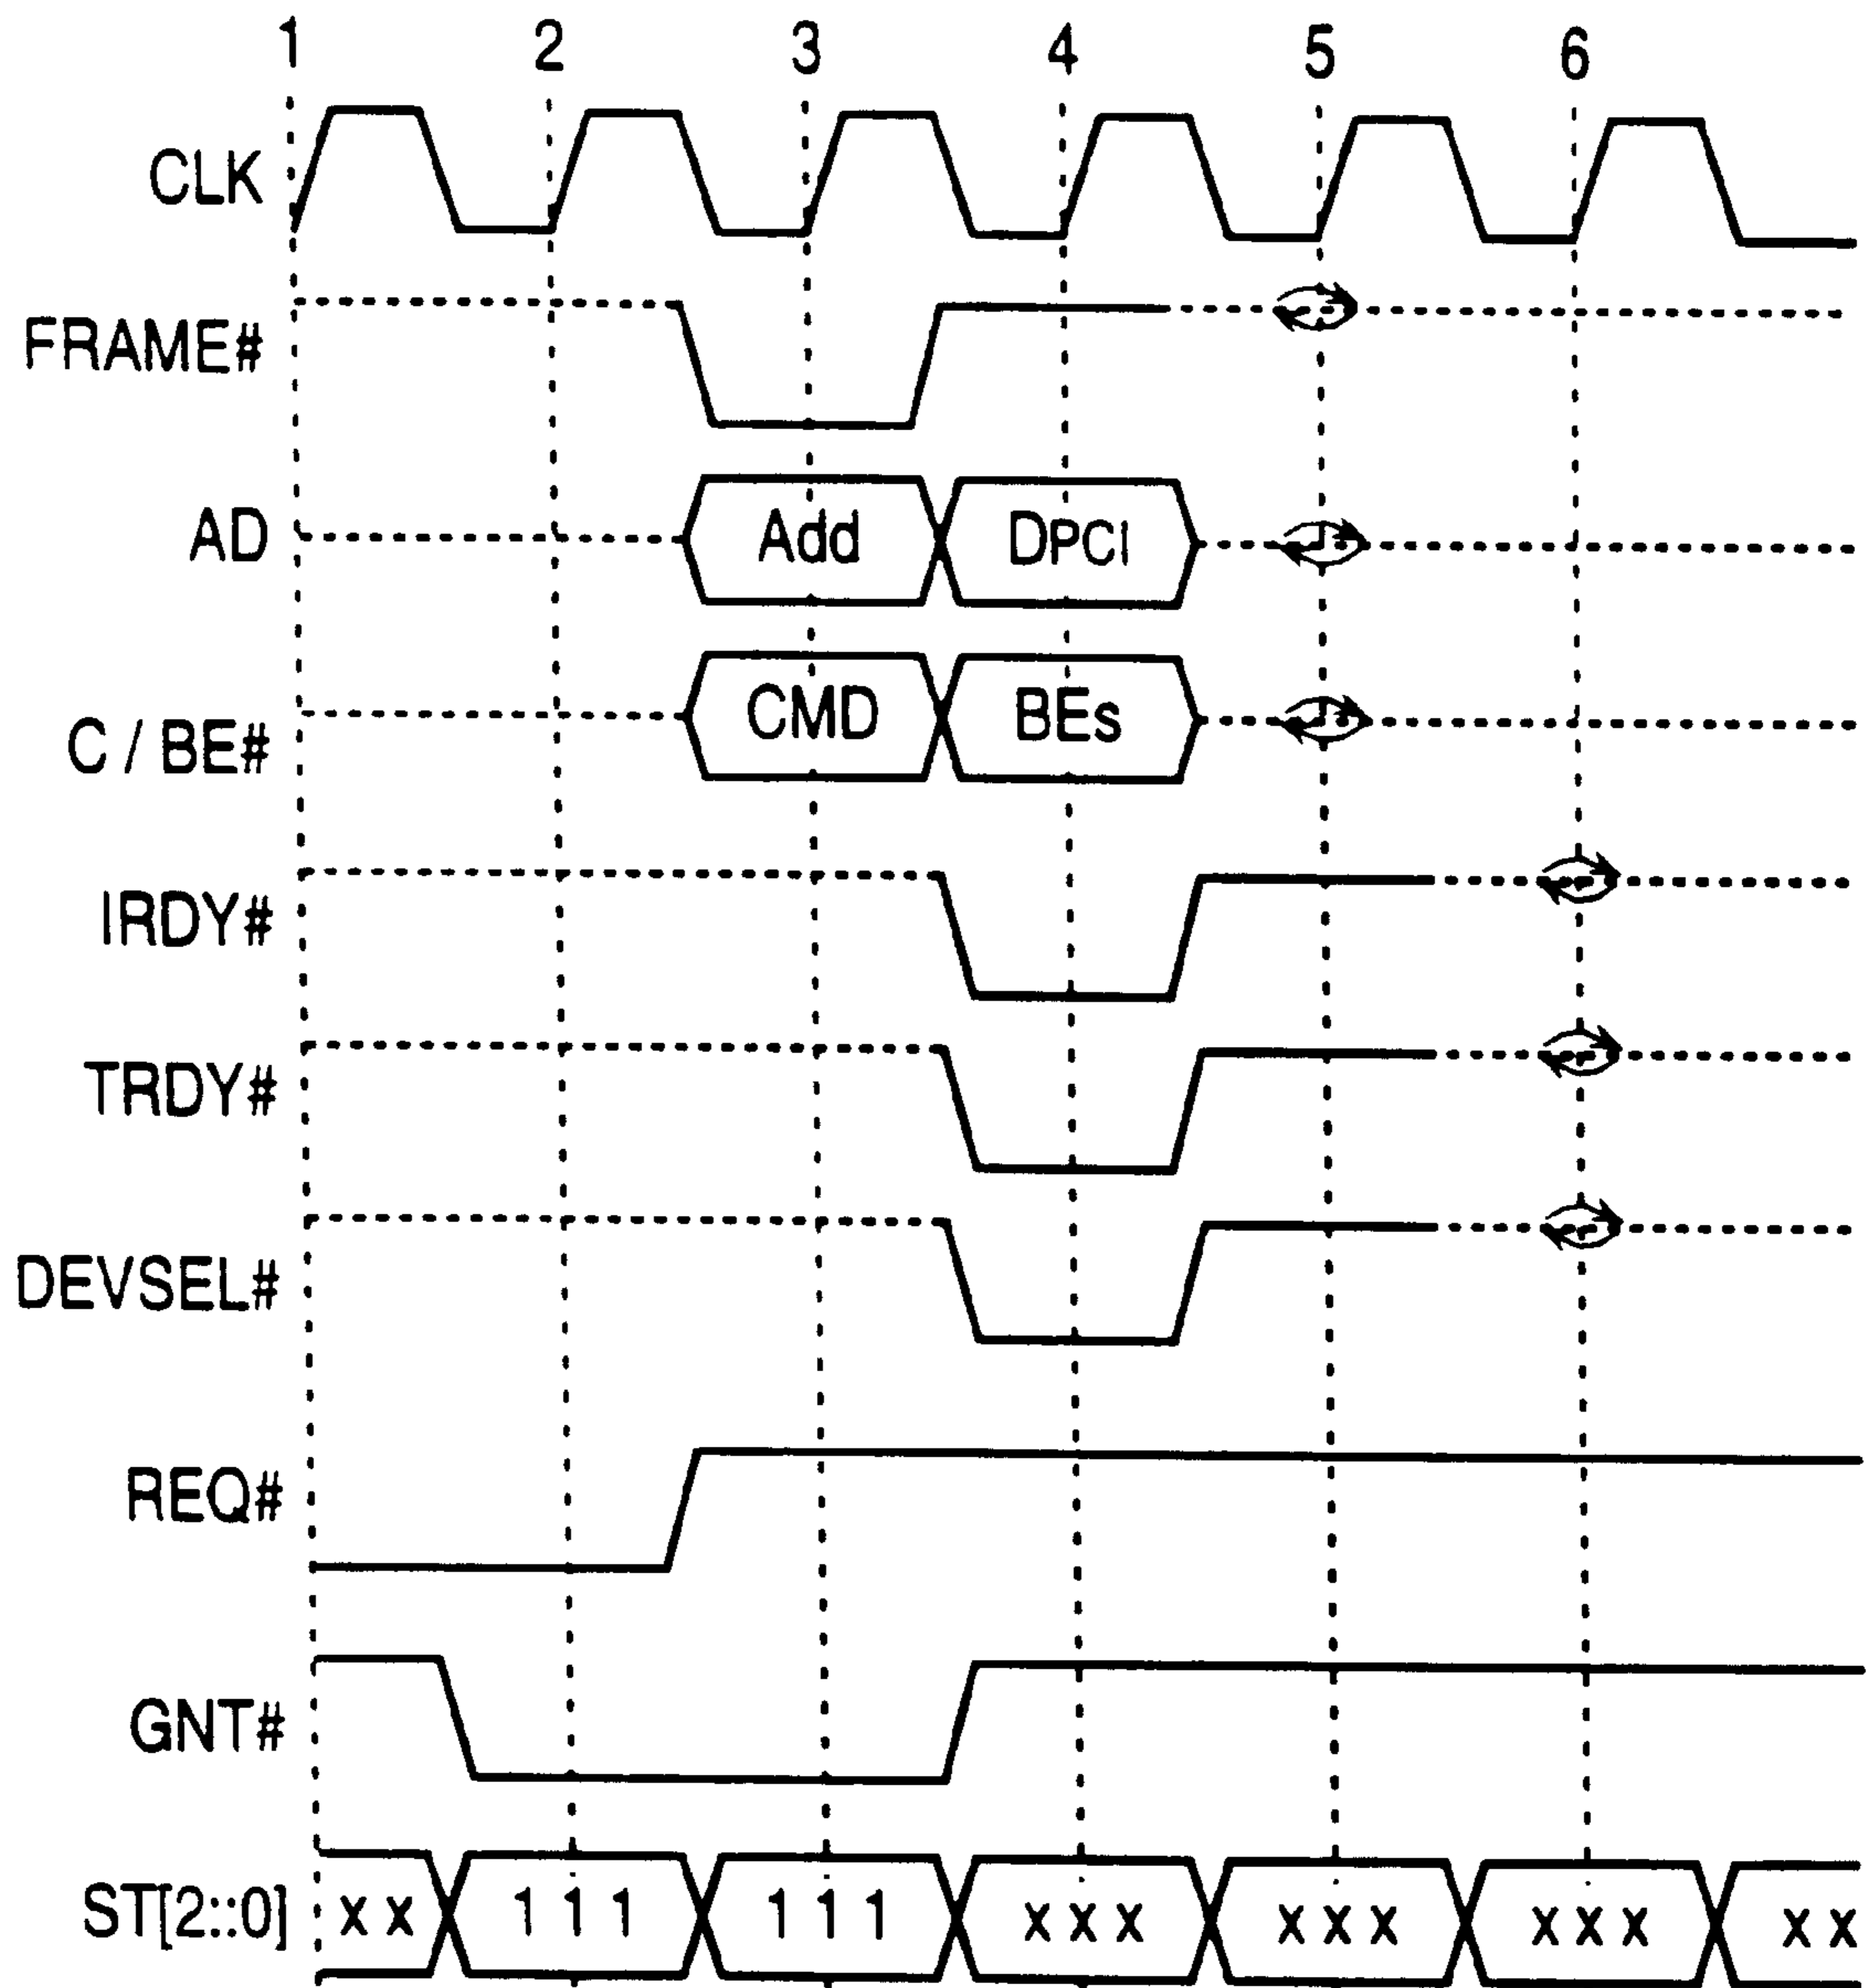 1 2 3 4 5 6
CLK
FRAME#
AD Add DPCI
C / BE# CMD BEs
IRDY#
TRDY#
DEVSEL#
REQ#
GNT#
ST[2::0] x x 1 1 1 1 1 1 x x x x x x x x x x x